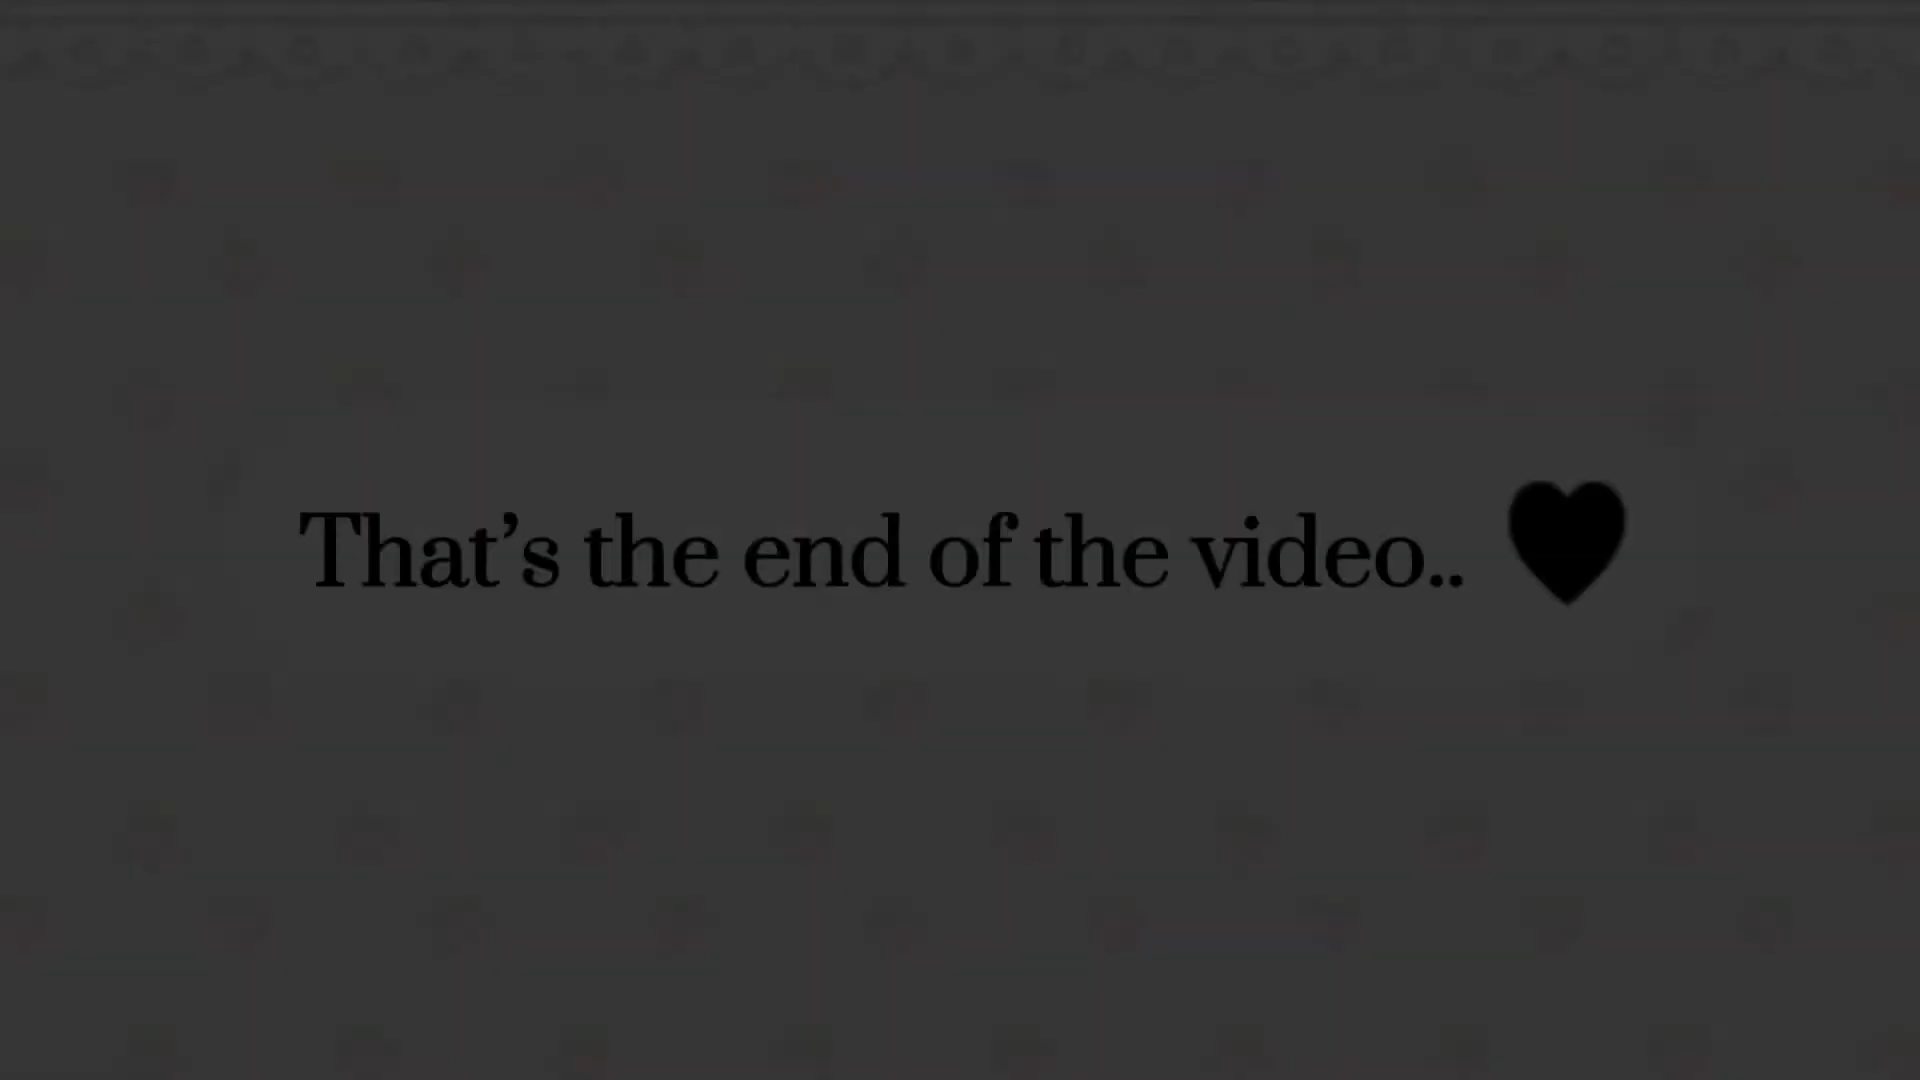 That’s the end of the video.. 🖤